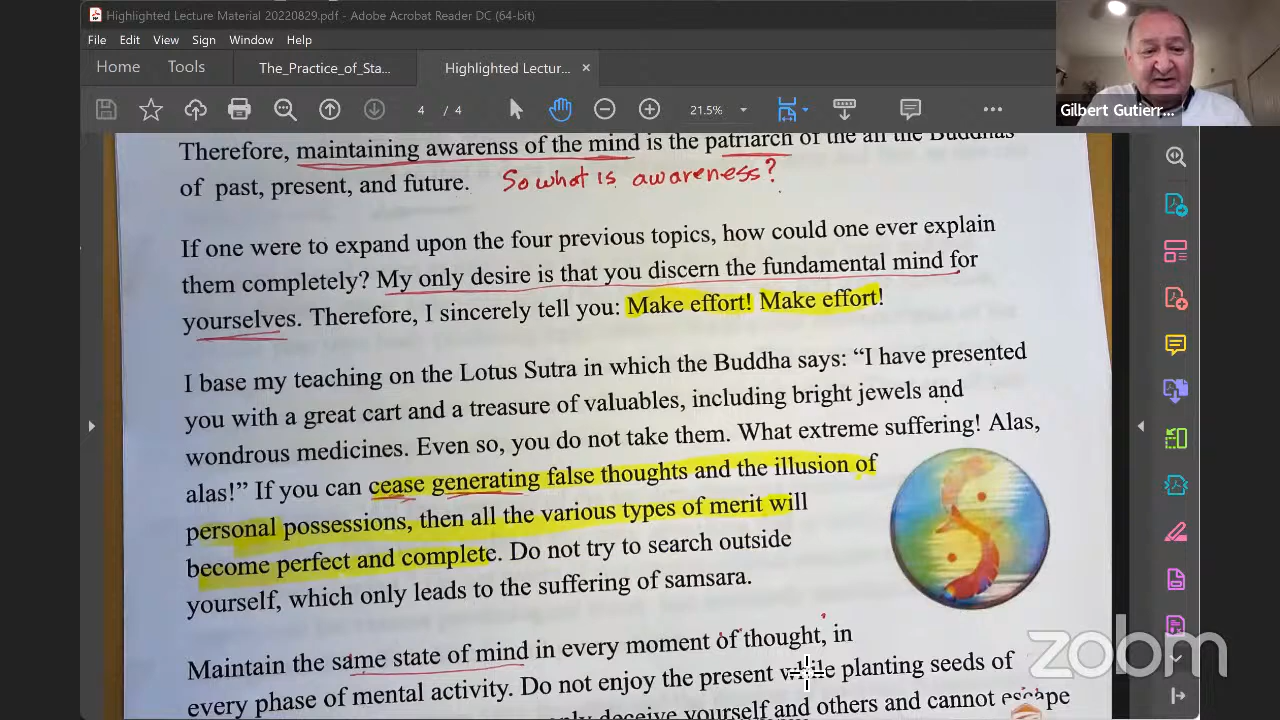 Highlighted Lecture Material 20220829.pdf - Adobe Acrobat Reader DC (64-bit)
File Edit View Sign Window Help
Home Tools The_Practice_of_Sta... Highlighted Lectur... ×
4 / 4 21.5%
Gilbert Gutierr...
Therefore, maintaining awarenss of the mind is the patriarch of the all the Buddhas
of past, present, and future. So what is awareness?
If one were to expand upon the four previous topics, how could one ever explain
them completely? My only desire is that you discern the fundamental mind for
yourselves. Therefore, I sincerely tell you: Make effort! Make effort!
I base my teaching on the Lotus Sutra in which the Buddha says: “I have presented
you with a great cart and a treasure of valuables, including bright jewels and
wondrous medicines. Even so, you do not take them. What extreme suffering! Alas,
alas!” If you can cease generating false thoughts and the illusion of
personal possessions, then all the various types of merit will
become perfect and complete. Do not try to search outside
yourself, which only leads to the suffering of samsara.
Maintain the same state of mind in every moment of thought, in
every phase of mental activity. Do not enjoy the present while planting seeds of
deceive yourself and others and cannot escape
zoom